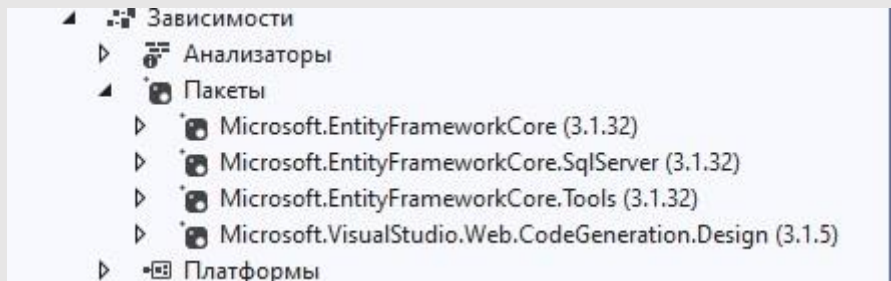 Зависимости
Анализаторы
Пакеты
Microsoft.EntityFrameworkCore (3.1.32)
Microsoft.EntityFrameworkCore.SqlServer (3.1.32)
Microsoft.EntityFrameworkCore.Tools (3.1.32)
Microsoft.VisualStudio.Web.CodeGeneration.Design (3.1.5)
Платформы